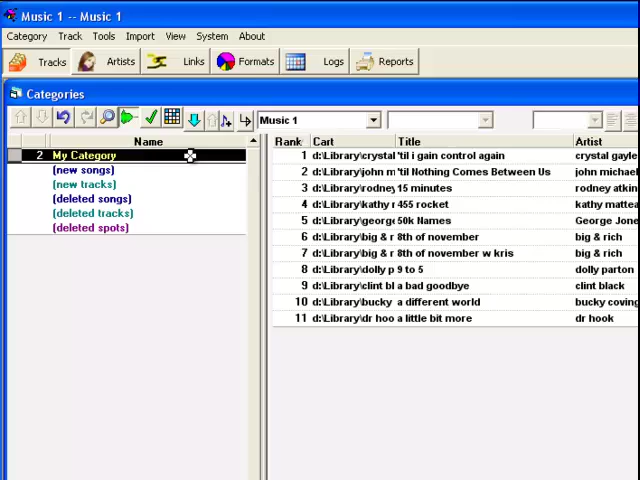 Music 1 -- Music 1
Category Track Tools Import View System About
Tracks Artists Links Formats Logs Reports
Categories
Music 1
Name
2 My Category
(new songs)
(new tracks)
(deleted songs)
(deleted tracks)
(deleted spots)
Rank Cart Title Artist
1 d:\Library\crystal 'til i gain control again crystal gayle
2 d:\Library\john m 'til Nothing Comes Between Us john michael
3 d:\Library\rodney 15 minutes rodney atkin
4 d:\Library\kathy r 455 rocket kathy mattea
5 d:\Library\george 50k Names George Jone
6 d:\Library\big & r 8th of november big & rich
7 d:\Library\big & r 8th of november w kris big & rich
8 d:\Library\dolly p 9 to 5 dolly parton
9 d:\Library\clint bl a bad goodbye clint black
10 d:\Library\bucky a different world bucky coving
11 d:\Library\dr hoo a little bit more dr hook